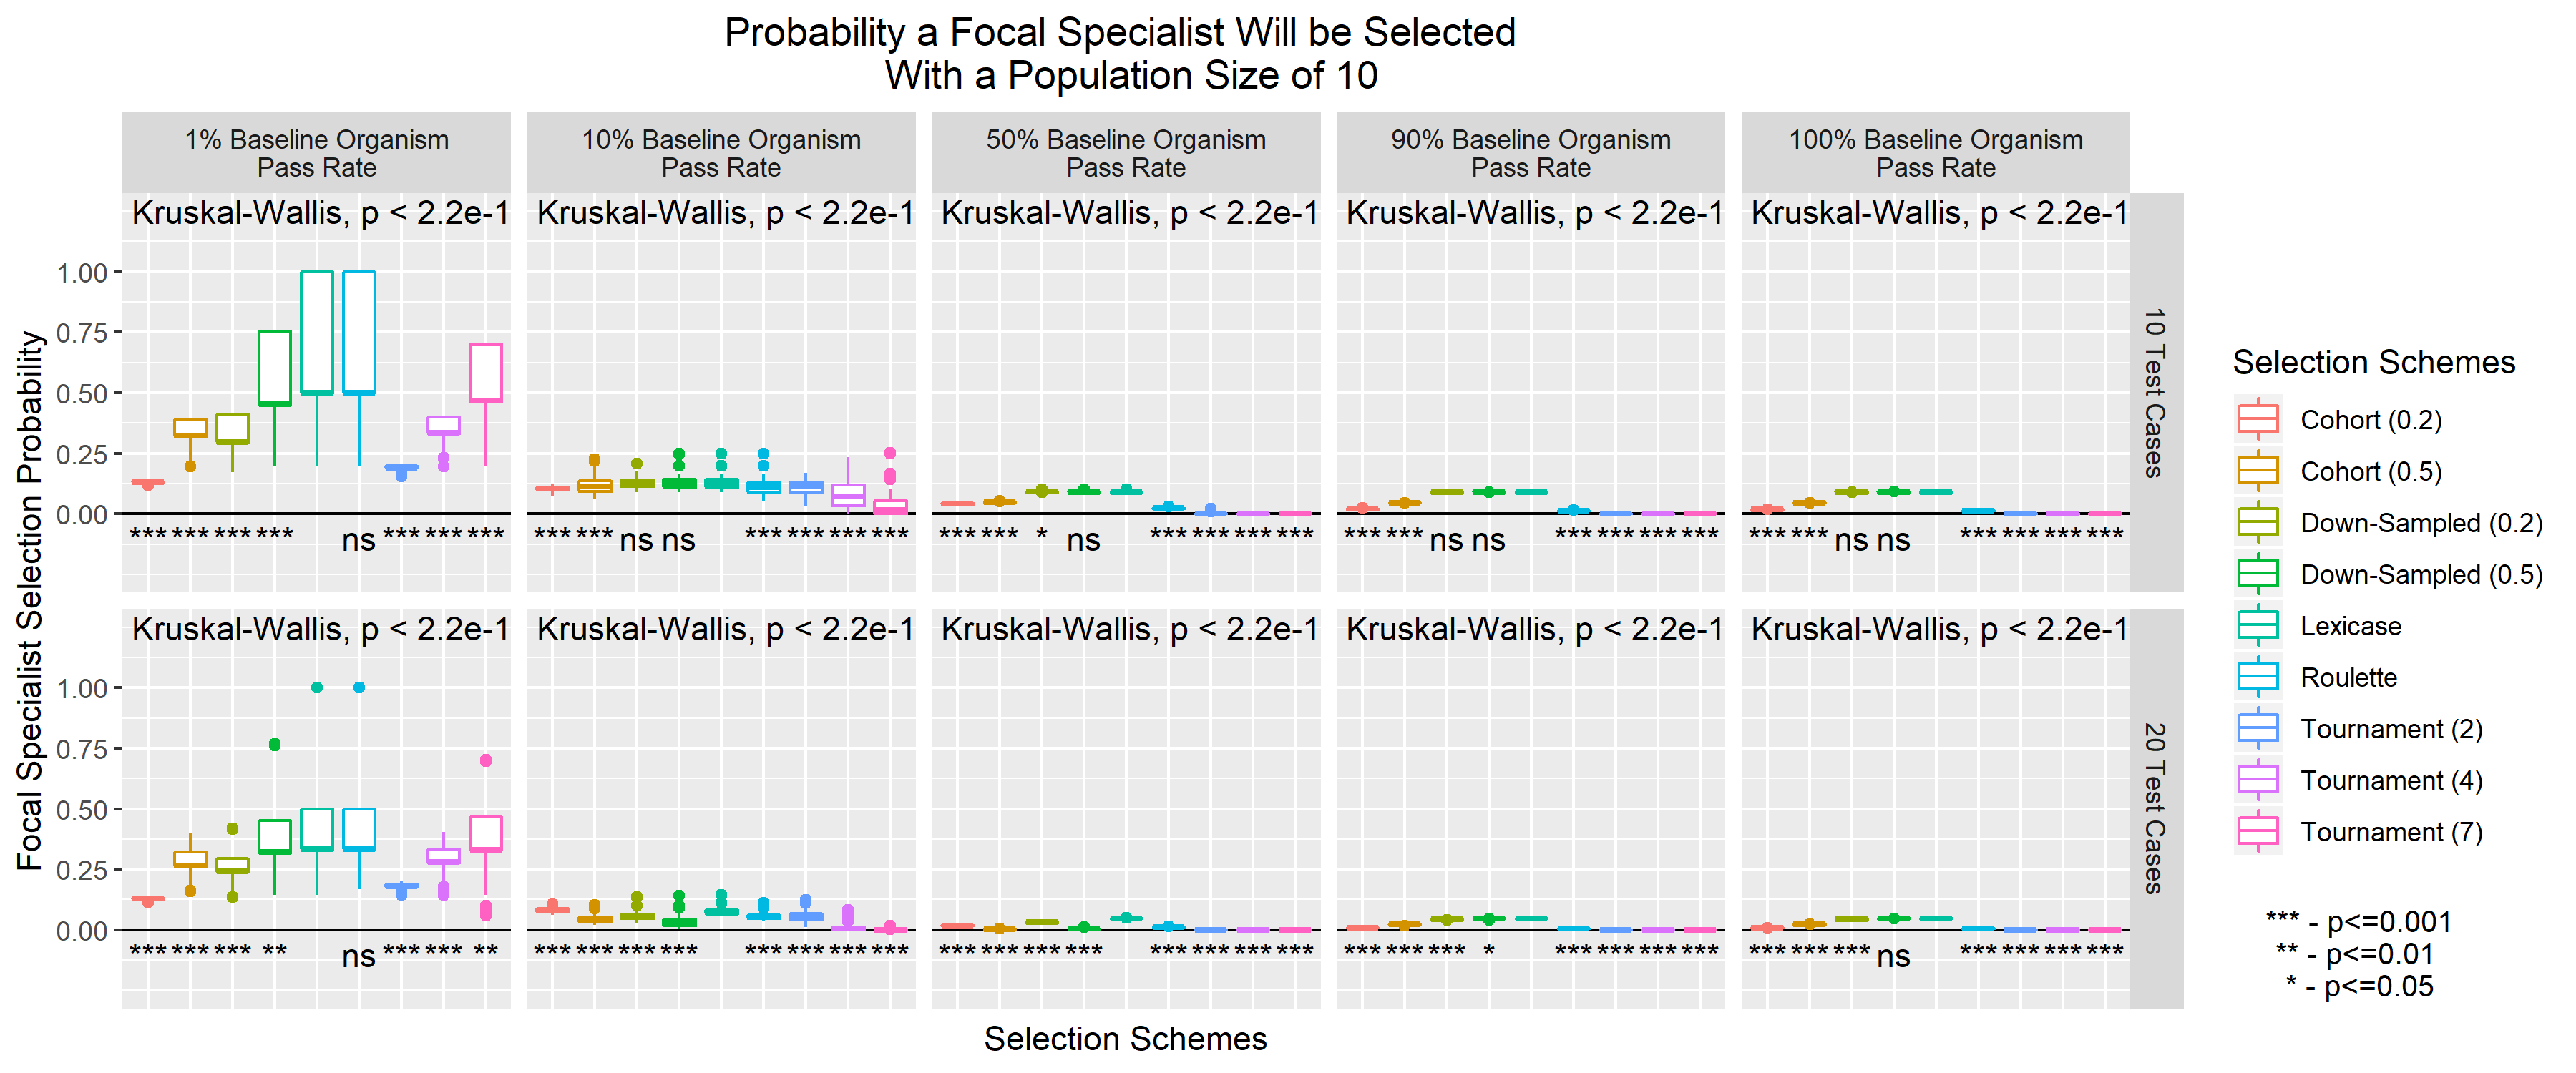 Probability a Focal Specialist Will be Selected
With a Population Size of 10
1% Baseline Organism
Pass Rate
10% Baseline Organism
Pass Rate
50% Baseline Organism
Pass Rate
90% Baseline Organism
Pass Rate
100% Baseline Organism
Pass Rate
Focal Specialist Selection Probability
Kruskal-Wallis, p < 2.2e-1
Kruskal-Wallis, p < 2.2e-1
Kruskal-Wallis, p < 2.2e-1
Kruskal-Wallis, p < 2.2e-1
Kruskal-Wallis, p < 2.2e-1
1.00
0.75
0.50
0.25
0.00
*** *** *** *** ns *** *** ***
*** *** ns ns *** *** *** ***
*** *** * ns *** *** *** ***
*** *** ns ns *** *** *** ***
*** *** ns ns *** *** *** ***
10 Test Cases
Kruskal-Wallis, p < 2.2e-1
Kruskal-Wallis, p < 2.2e-1
Kruskal-Wallis, p < 2.2e-1
Kruskal-Wallis, p < 2.2e-1
Kruskal-Wallis, p < 2.2e-1
1.00
0.75
0.50
0.25
0.00
*** *** *** ** ns *** *** **
*** *** *** *** *** *** *** ***
*** *** *** *** *** *** *** ***
*** *** *** * *** *** *** ***
*** *** *** ns *** *** *** ***
20 Test Cases
Selection Schemes
Selection Schemes
Cohort (0.2)
Cohort (0.5)
Down-Sampled (0.2)
Down-Sampled (0.5)
Lexicase
Roulette
Tournament (2)
Tournament (4)
Tournament (7)
*** - p<=0.001
** - p<=0.01
* - p<=0.05